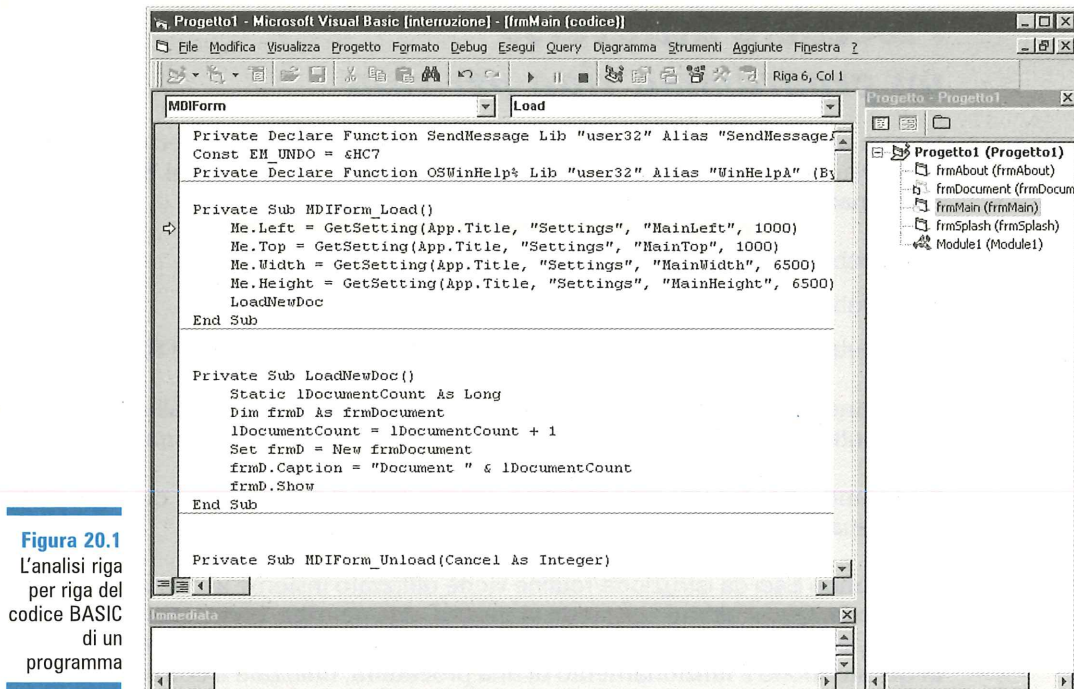 Progetto1 - Microsoft Visual Basic [interruzione] - [frmMain (codice)]
File Modifica Visualizza Progetto Formato Debug Esegui Query Diagramma Strumenti Aggiunte Finestra ?
Riga 6, Col 1
MDIForm Load
Private Declare Function SendMessage Lib "user32" Alias "SendMessage
Const EM_UNDO = &HC7
Private Declare Function OSWinHelp% Lib "user32" Alias "WinHelpA" (By
Private Sub MDIForm_Load()
Me.Left = GetSetting(App.Title, "Settings", "MainLeft", 1000)
Me.Top = GetSetting(App.Title, "Settings", "MainTop", 1000)
Me.Width = GetSetting(App.Title, "Settings", "MainWidth", 6500)
Me.Height = GetSetting(App.Title, "Settings", "MainHeight", 6500)
LoadNewDoc
End Sub
Private Sub LoadNewDoc()
Static lDocumentCount As Long
Dim frmD As frmDocument
lDocumentCount = lDocumentCount + 1
Set frmD = New frmDocument
frmD.Caption = "Document " & lDocumentCount
frmD.Show
End Sub
Private Sub MDIForm_Unload(Cancel As Integer)
Immediata
Progetto - Progetto1
Progetto1 (Progetto1)
frmAbout (frmAbout)
frmDocument (frmDocum
frmMain (frmMain)
frmSplash (frmSplash)
Module1 (Module1)
Figura 20.1
L'analisi riga
per riga del
codice BASIC
di un
programma